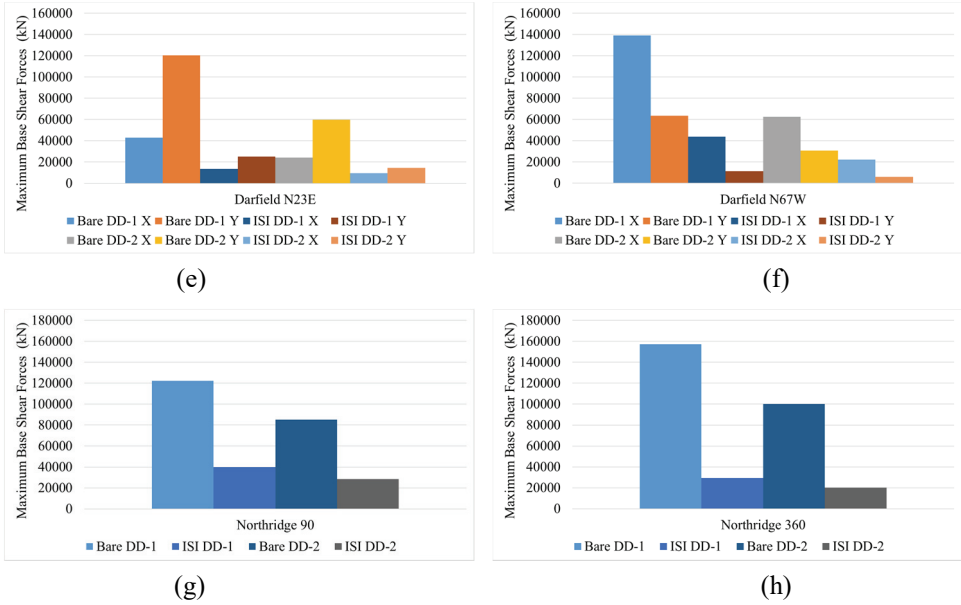 Maximum Base Shear Forces (kN)
180000
160000
140000
120000
100000
80000
60000
40000
20000
0
Darfield N23E
Bare DD-1 X Bare DD-1 Y ISI DD-1 X ISI DD-1 Y
Bare DD-2 X Bare DD-2 Y ISI DD-2 X ISI DD-2 Y
(e)
Maximum Base Shear Forces (kN)
160000
140000
120000
100000
80000
60000
40000
20000
0
Darfield N67W
Bare DD-1 X Bare DD-1 Y ISI DD-1 X ISI DD-1 Y
Bare DD-2 X Bare DD-2 Y ISI DD-2 X ISI DD-2 Y
(f)
Maximum Base Shear Forces (kN)
180000
160000
140000
120000
100000
80000
60000
40000
20000
0
Northridge 90
Bare DD-1 ISI DD-1 Bare DD-2 ISI DD-2
(g)
Maximum Base Shear Forces (kN)
180000
160000
140000
120000
100000
80000
60000
40000
20000
0
Northridge 360
Bare DD-1 ISI DD-1 Bare DD-2 ISI DD-2
(h)